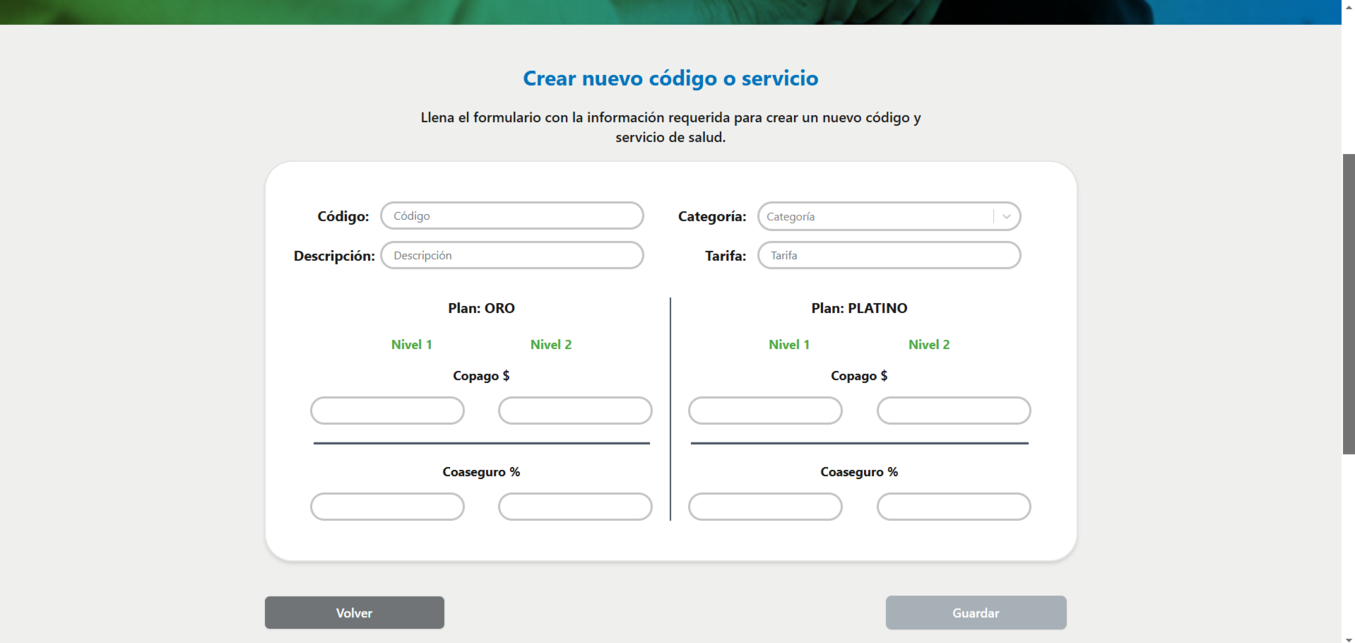 Crear nuevo código o servicio
Llena el formulario con la información requerida para crear un nuevo código y
servicio de salud.
Código: Código
Categoría: Categoría
Descripción: Descripción
Tarifa: Tarifa
Plan: ORO
Nivel 1 Nivel 2
Copago $
Coaseguro %
Plan: PLATINO
Nivel 1 Nivel 2
Copago $
Coaseguro %
Volver
Guardar